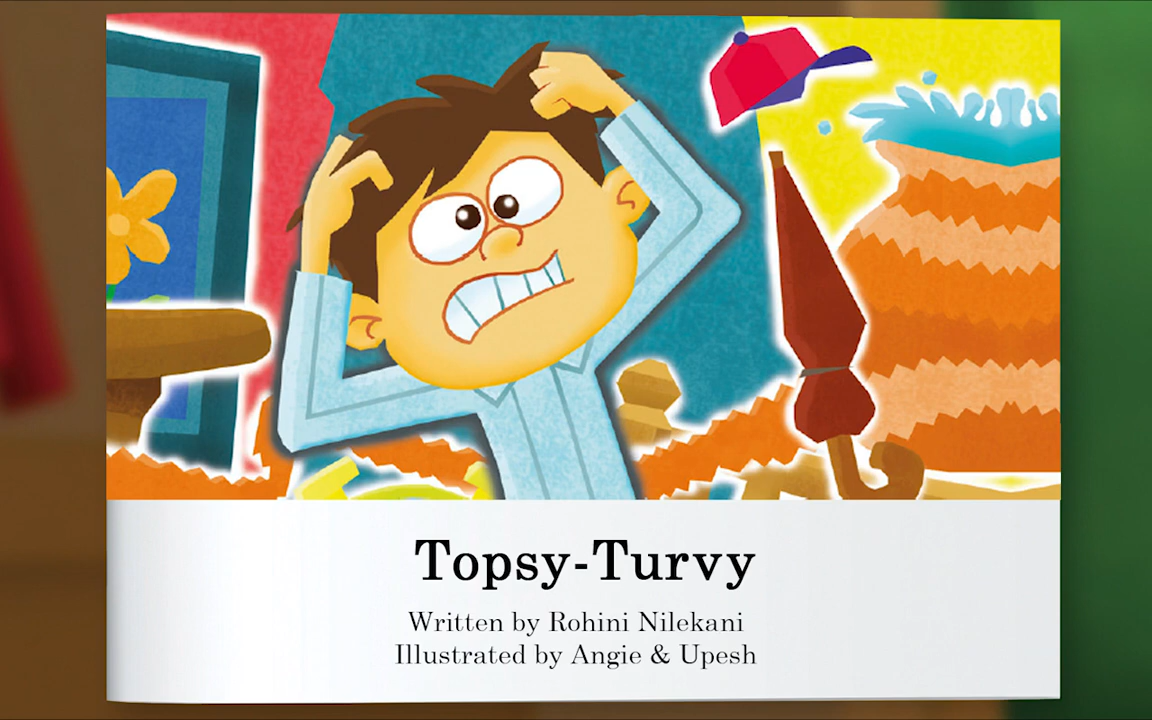 Topsy-Turvy
Written by Rohini Nilekani
Illustrated by Angie & Upesh